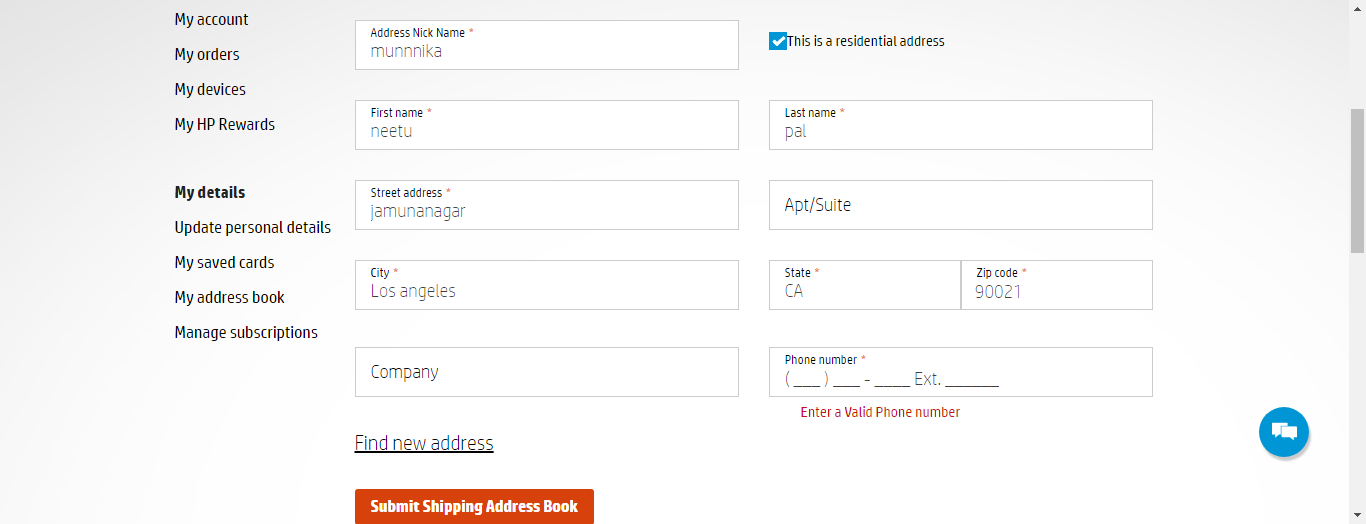 My account
My orders
My devices
My HP Rewards
My details
Update personal details
My saved cards
My address book
Manage subscriptions
Address Nick Name *
munnnika
This is a residential address
First name *
neetu
Last name *
pal
Street address *
jamunanagar
Apt/Suite
City *
Los angeles
State *
CA
Zip code *
90021
Company
Phone number *
( ___ ) ___ - ____ Ext. ______
Enter a Valid Phone number
Find new address
Submit Shipping Address Book